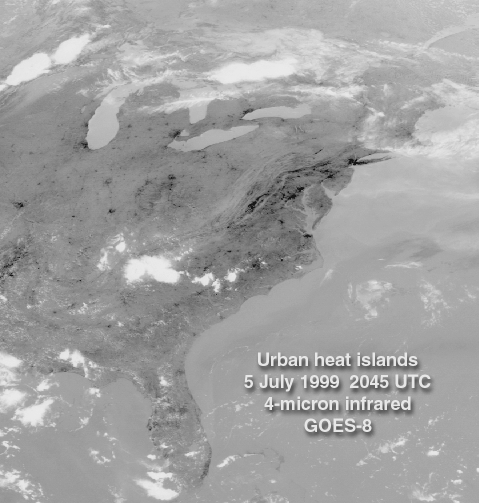 Urban heat islands
5 July 1999 2045 UTC
4-micron infrared
GOES-8